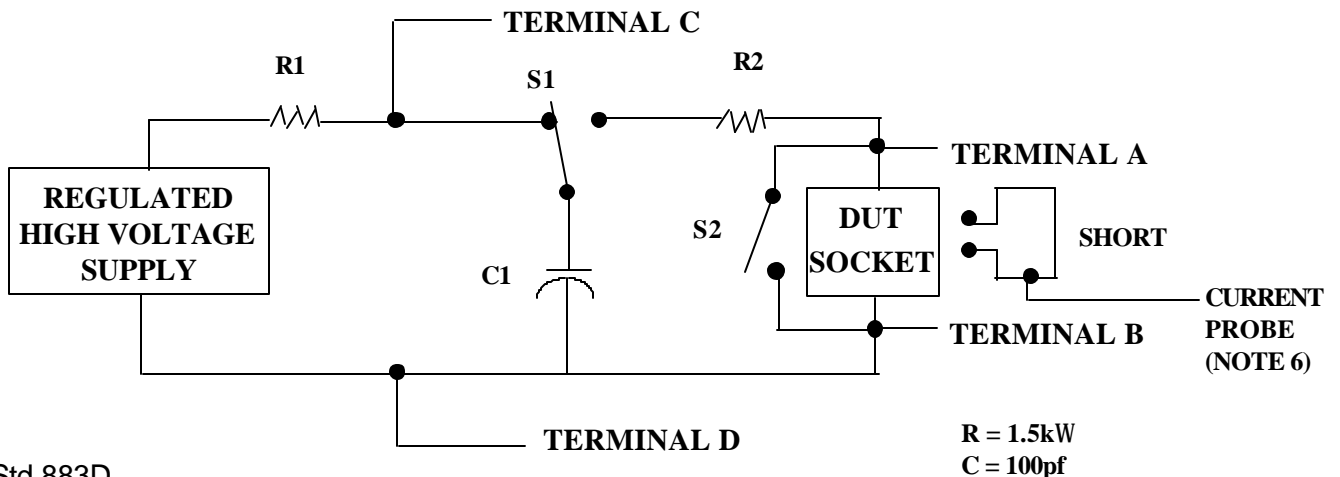 TERMINAL C
R1
S1
R2
TERMINAL A
REGULATED
HIGH VOLTAGE
SUPPLY
S2
DUT
SOCKET
SHORT
C1
CURRENT
PROBE
(NOTE 6)
TERMINAL B
TERMINAL D
R = 1.5kW
C = 100pf
Std 883D